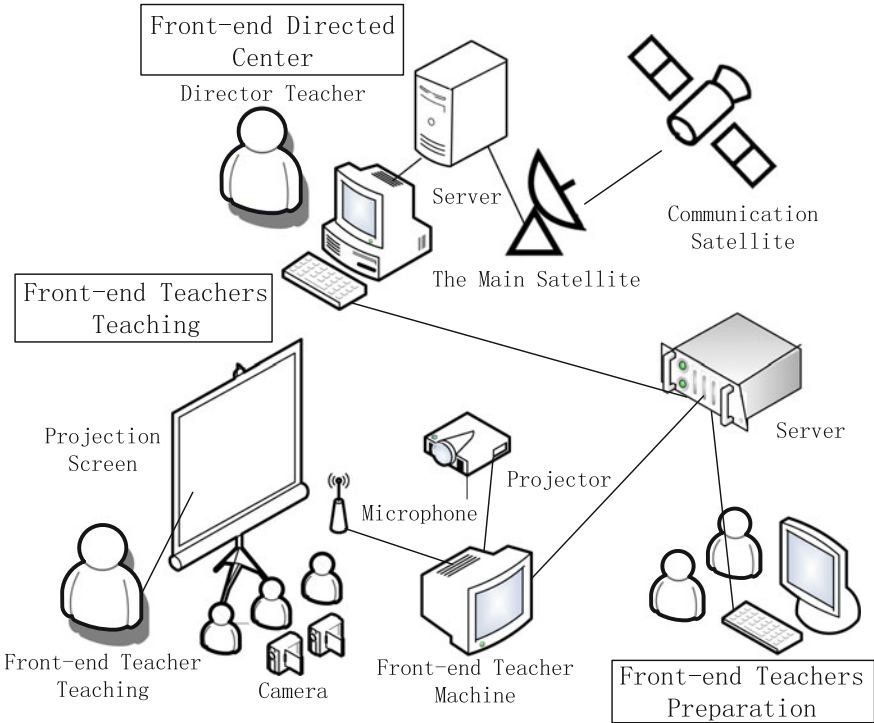 Front-end Directed
Center
Director Teacher
Server
Communication
Satellite
The Main Satellite
Front-end Teachers
Teaching
Projection
Screen
Server
Projector
Microphone
Front-end Teacher
Teaching
Camera
Front-end Teacher
Machine
Front-end Teachers
Preparation